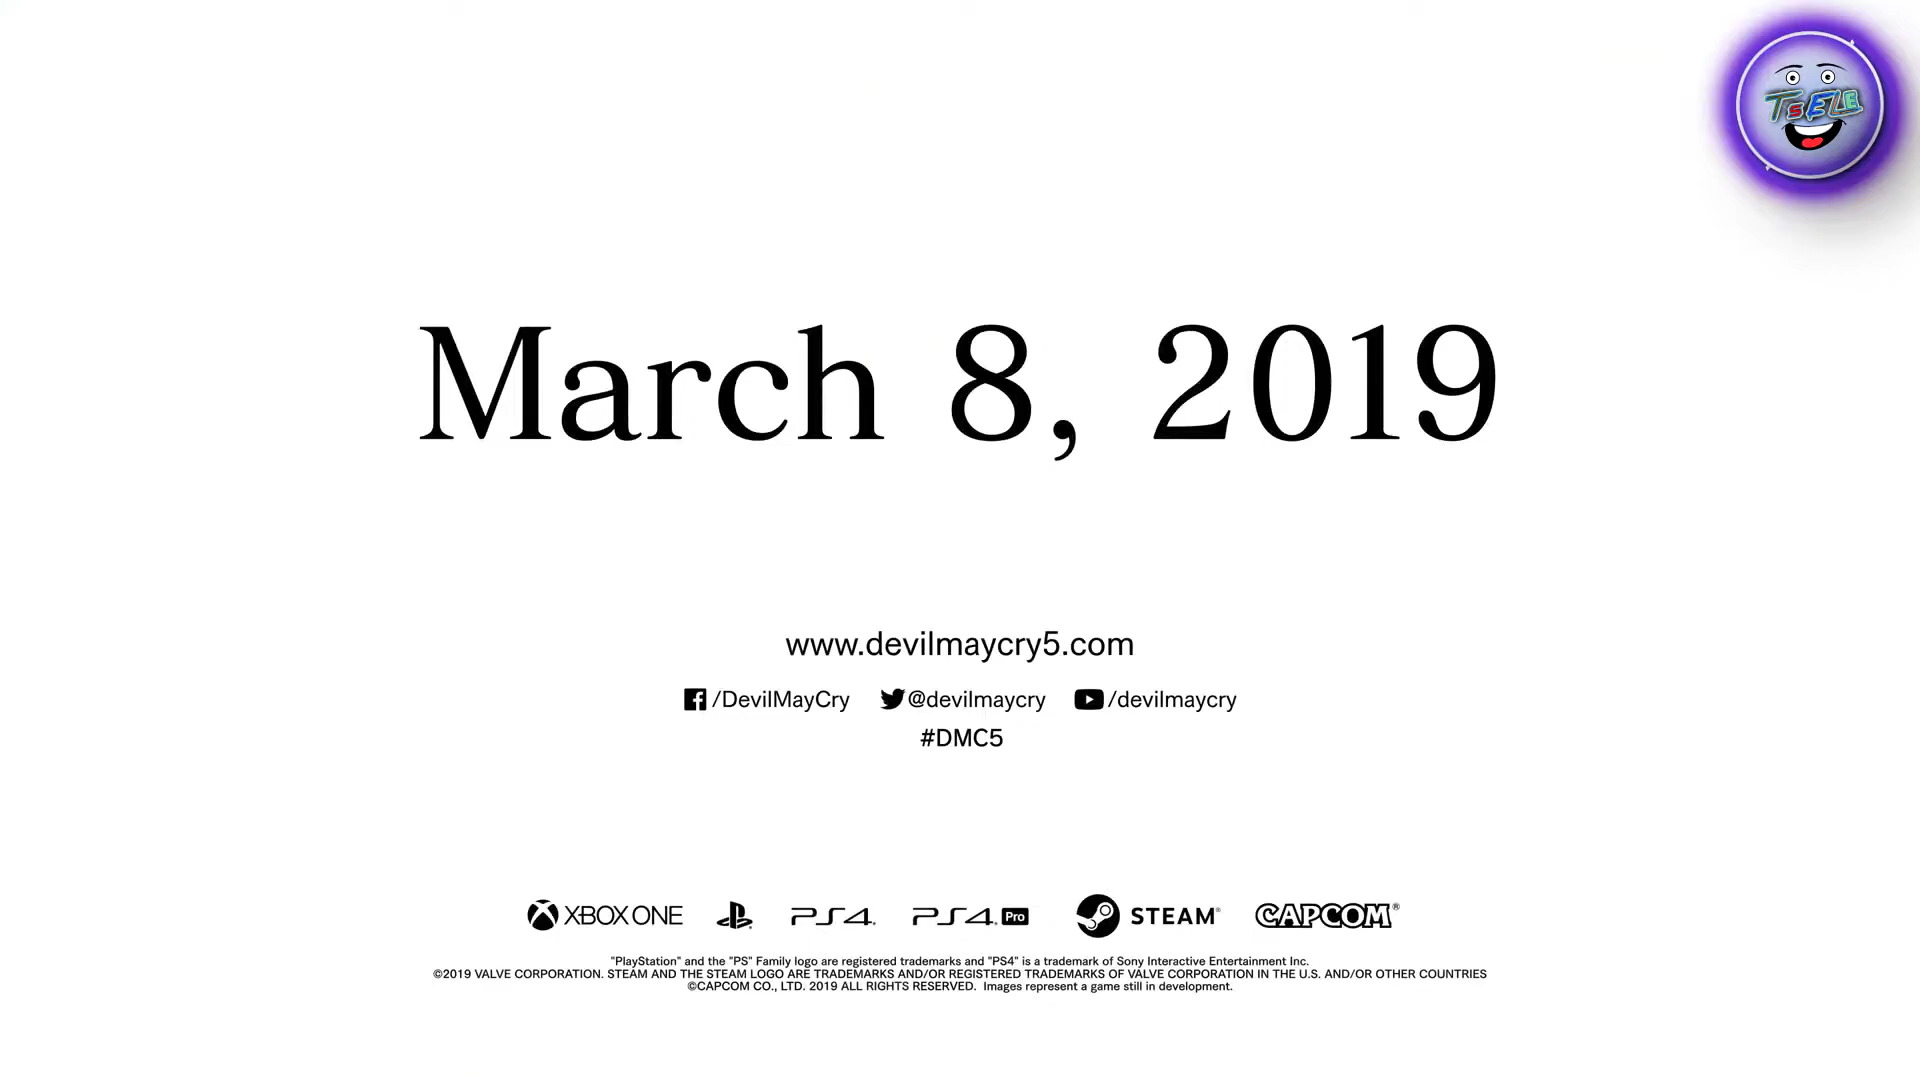 TSELE
March 8, 2019
www.devilmaycry5.com
/DevilMayCry @devilmaycry /devilmaycry
#DMC5
XBOX ONE PS4 PS4 Pro STEAM® CAPCOM®
"PlayStation" and the "PS" Family logo are registered trademarks and "PS4" is a trademark of Sony Interactive Entertainment Inc.
©2019 VALVE CORPORATION. STEAM AND THE STEAM LOGO ARE TRADEMARKS AND/OR REGISTERED TRADEMARKS OF VALVE CORPORATION IN THE U.S. AND/OR OTHER COUNTRIES
©CAPCOM CO., LTD. 2019 ALL RIGHTS RESERVED. Images represent a game still in development.